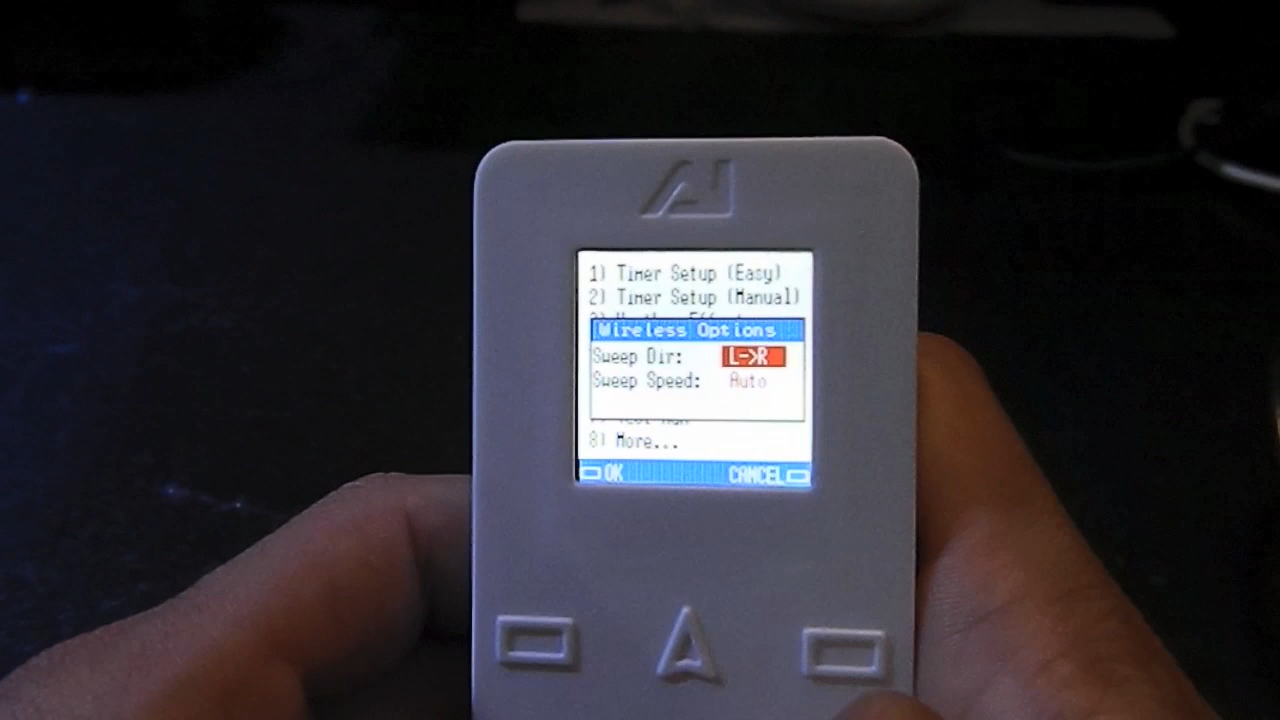 AI
1) Timer Setup (Easy)
2) Timer Setup (Manual)
Wireless Options
Sweep Dir: L->R
Sweep Speed: Auto
8) More...
OK CANCEL